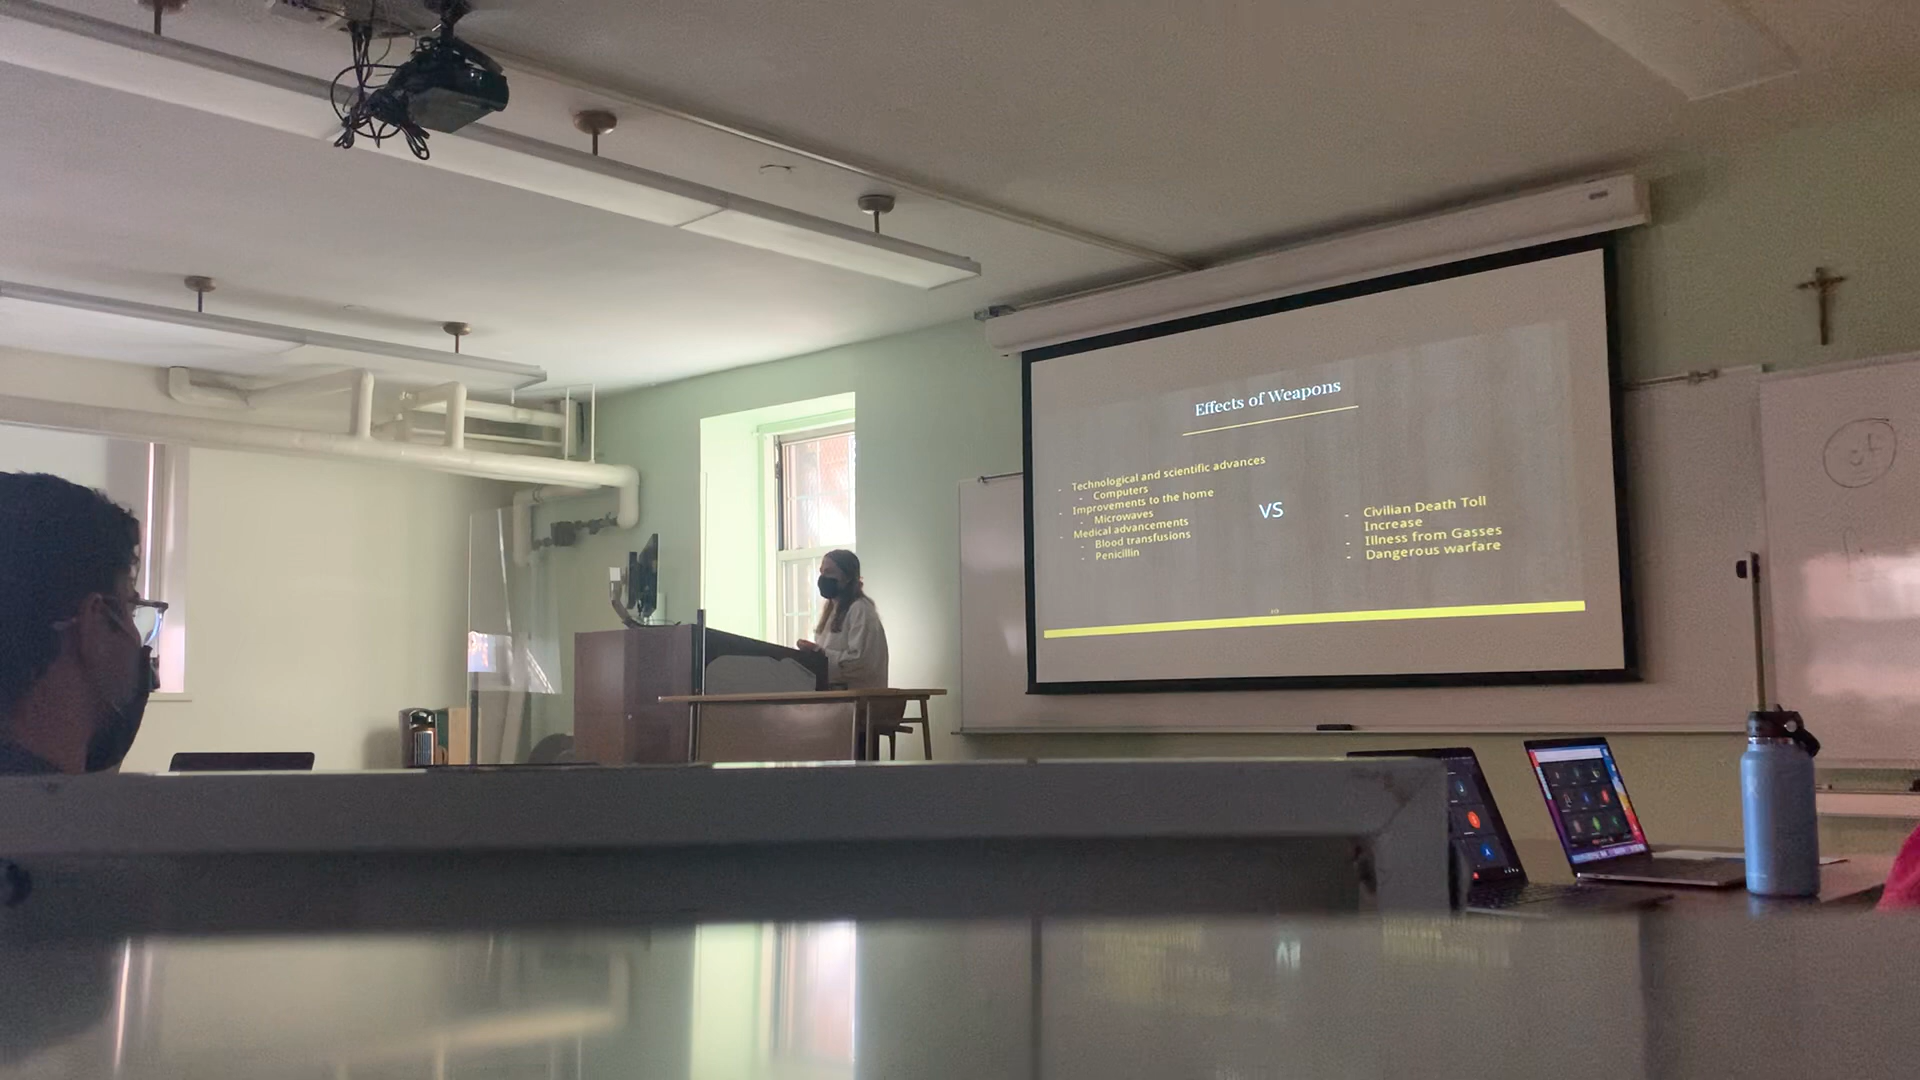 Effects of Weapons
- Technological and scientific advances
- Computers
- Improvements to the home
- Microwaves
- Medical advancements
- Blood transfusions
- Penicillin
VS
- Civilian Death Toll
Increase
- Illness from Gasses
- Dangerous warfare